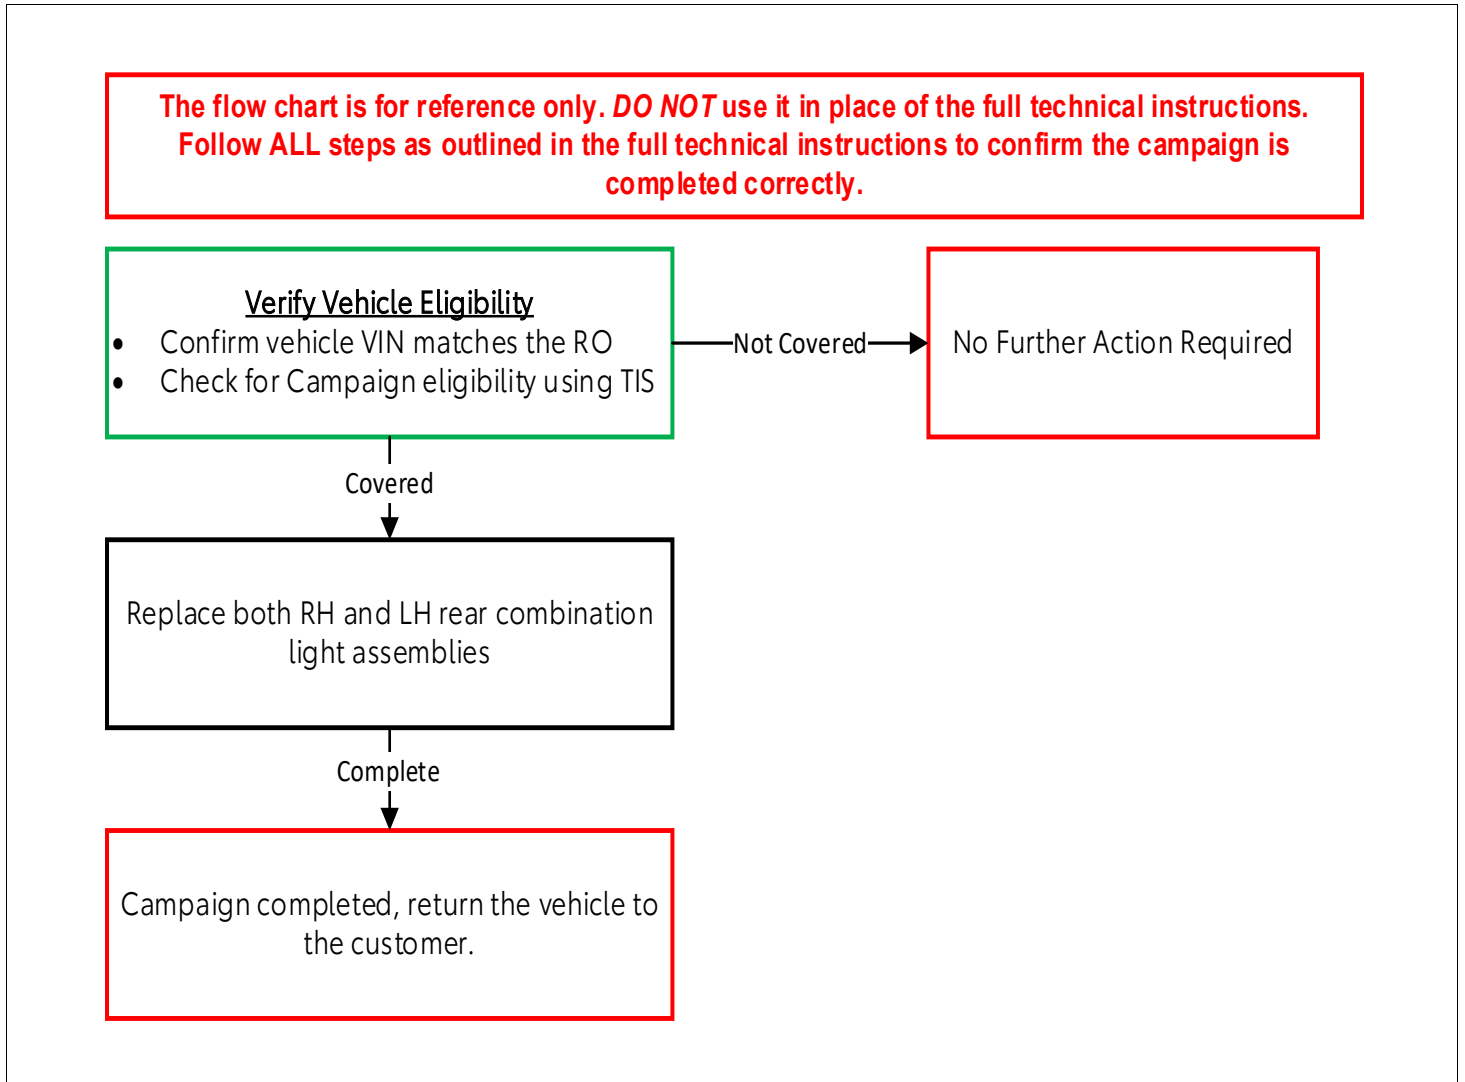 The flow chart is for reference only. DO NOT use it in place of the full technical instructions.
Follow ALL steps as outlined in the full technical instructions to confirm the campaign is
completed correctly.
Verify Vehicle Eligibility
• Confirm vehicle VIN matches the RO
• Check for Campaign eligibility using TIS
Not Covered
No Further Action Required
Covered
Replace both RH and LH rear combination
light assemblies
Complete
Campaign completed, return the vehicle to
the customer.